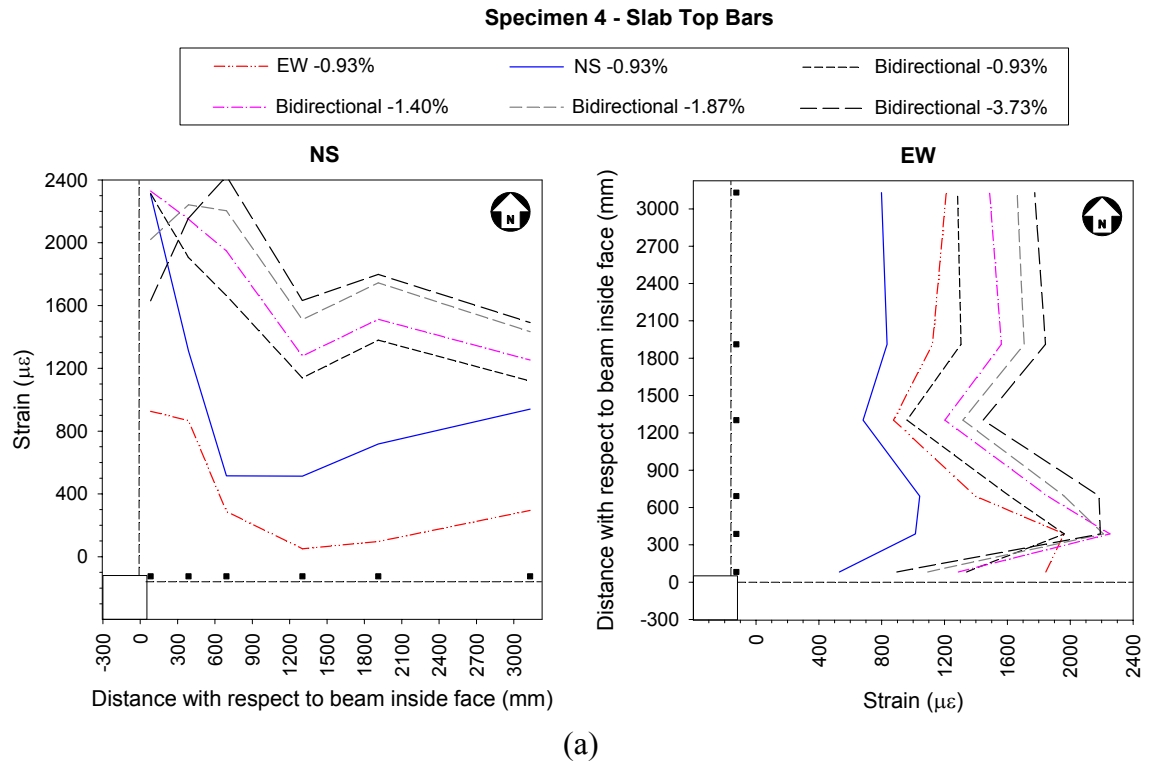 Specimen 4 - Slab Top Bars
EW -0.93%
NS -0.93%
Bidirectional -0.93%
Bidirectional -1.40%
Bidirectional -1.87%
Bidirectional -3.73%
NS
Strain (με)
2400
2000
1600
1200
800
400
0
N
-300
0
300
600
900
1200
1500
1800
2100
2400
2700
3000
Distance with respect to beam inside face (mm)
EW
Distance with respect to beam inside face (mm)
3000
2700
2400
2100
1800
1500
1200
900
600
300
0
-300
N
0
400
800
1200
1600
2000
2400
Strain (με)
(a)